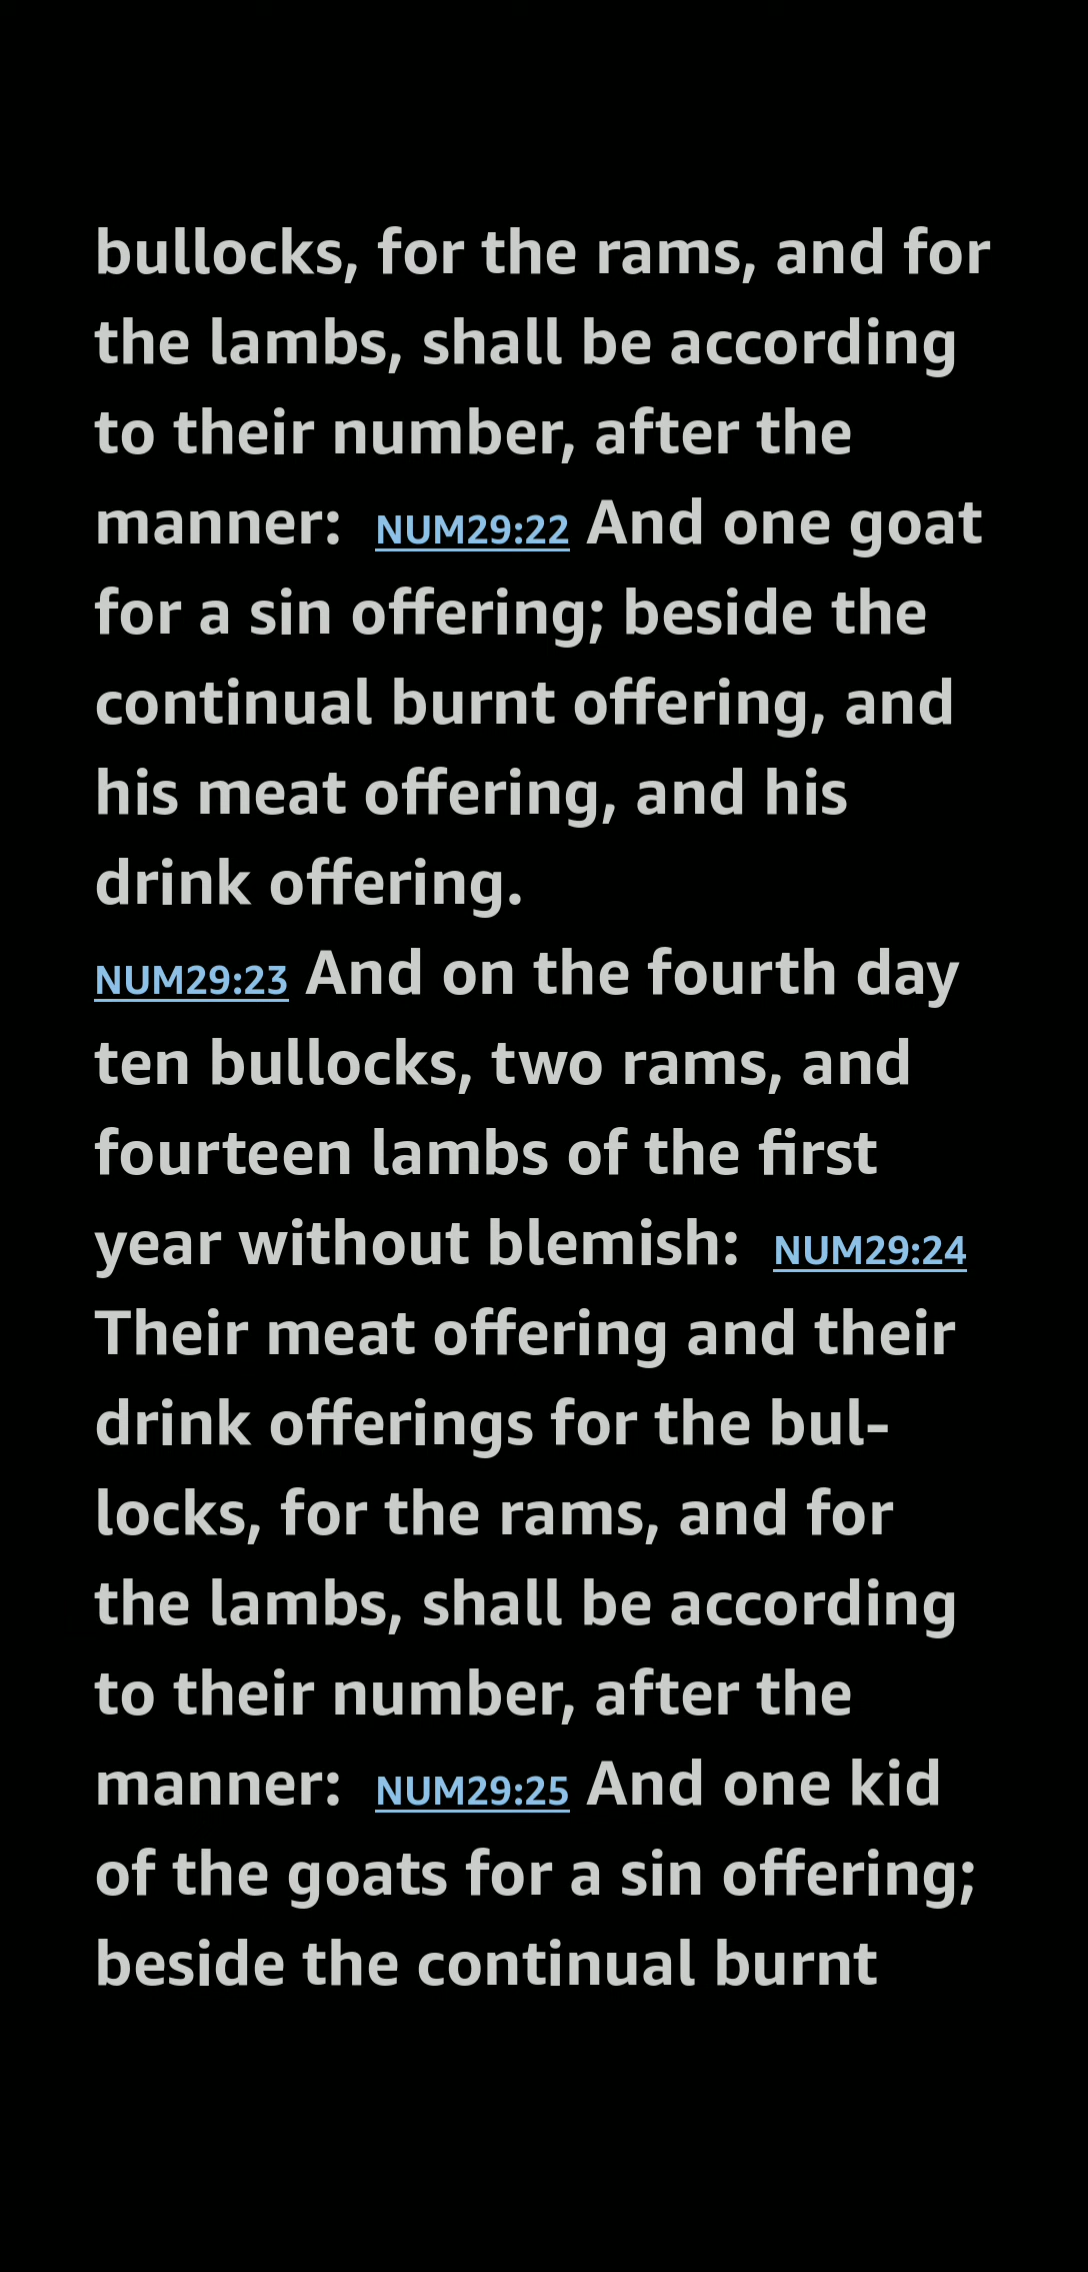 bullocks, for the rams, and for
the lambs, shall be according
to their number, after the
manner: NUM29:22 And one goat
for a sin offering; beside the
continual burnt offering, and
his meat offering, and his
drink offering.
NUM29:23 And on the fourth day
ten bullocks, two rams, and
fourteen lambs of the first
year without blemish: NUM29:24
Their meat offering and their
drink offerings for the bul-
locks, for the rams, and for
the lambs, shall be according
to their number, after the
manner: NUM29:25 And one kid
of the goats for a sin offering;
beside the continual burnt